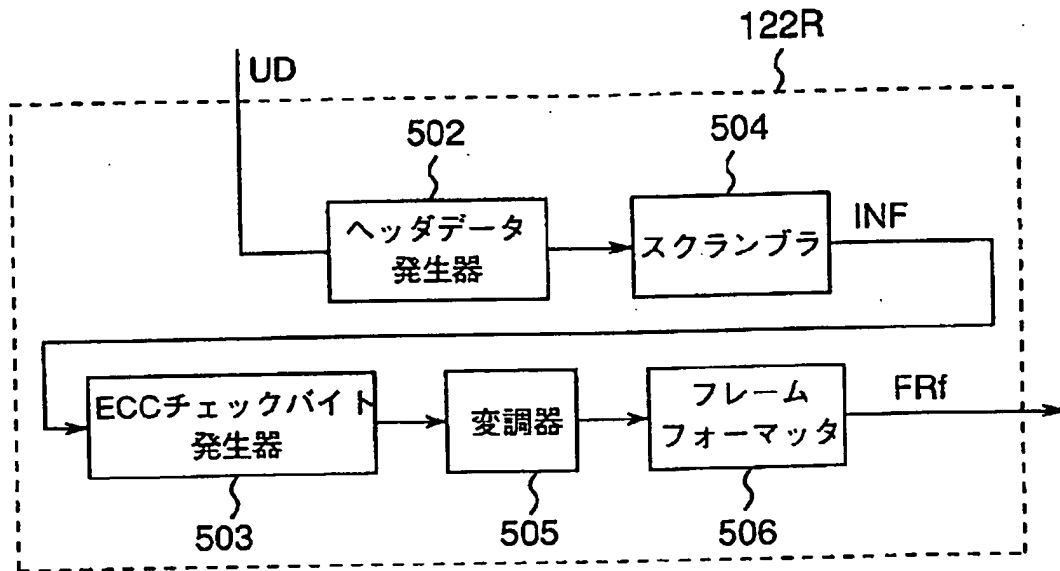 122R
UD
502
504
ヘッダデータ
発生器
スクランブラ
INF
ECCチェックバイト
発生器
変調器
フレーム
フォーマッタ
FRf
503
505
506